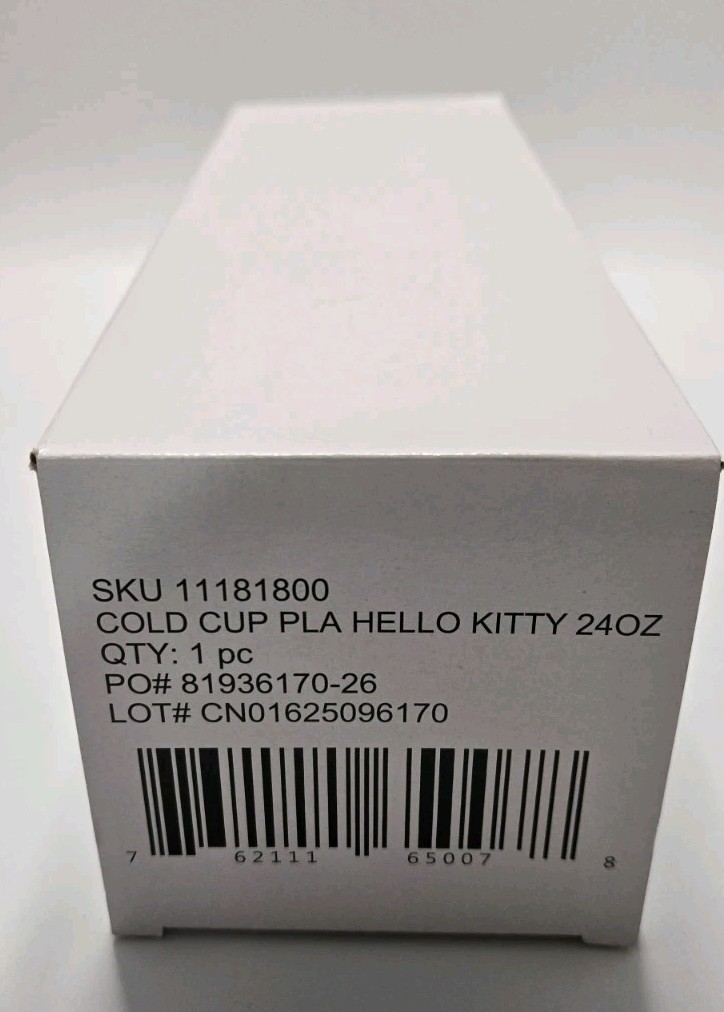 SKU 11181800
COLD CUP PLA HELLO KITTY 24OZ
QTY: 1 pc
PO# 81936170-26
LOT# CN01625096170
7 62111 65007 8